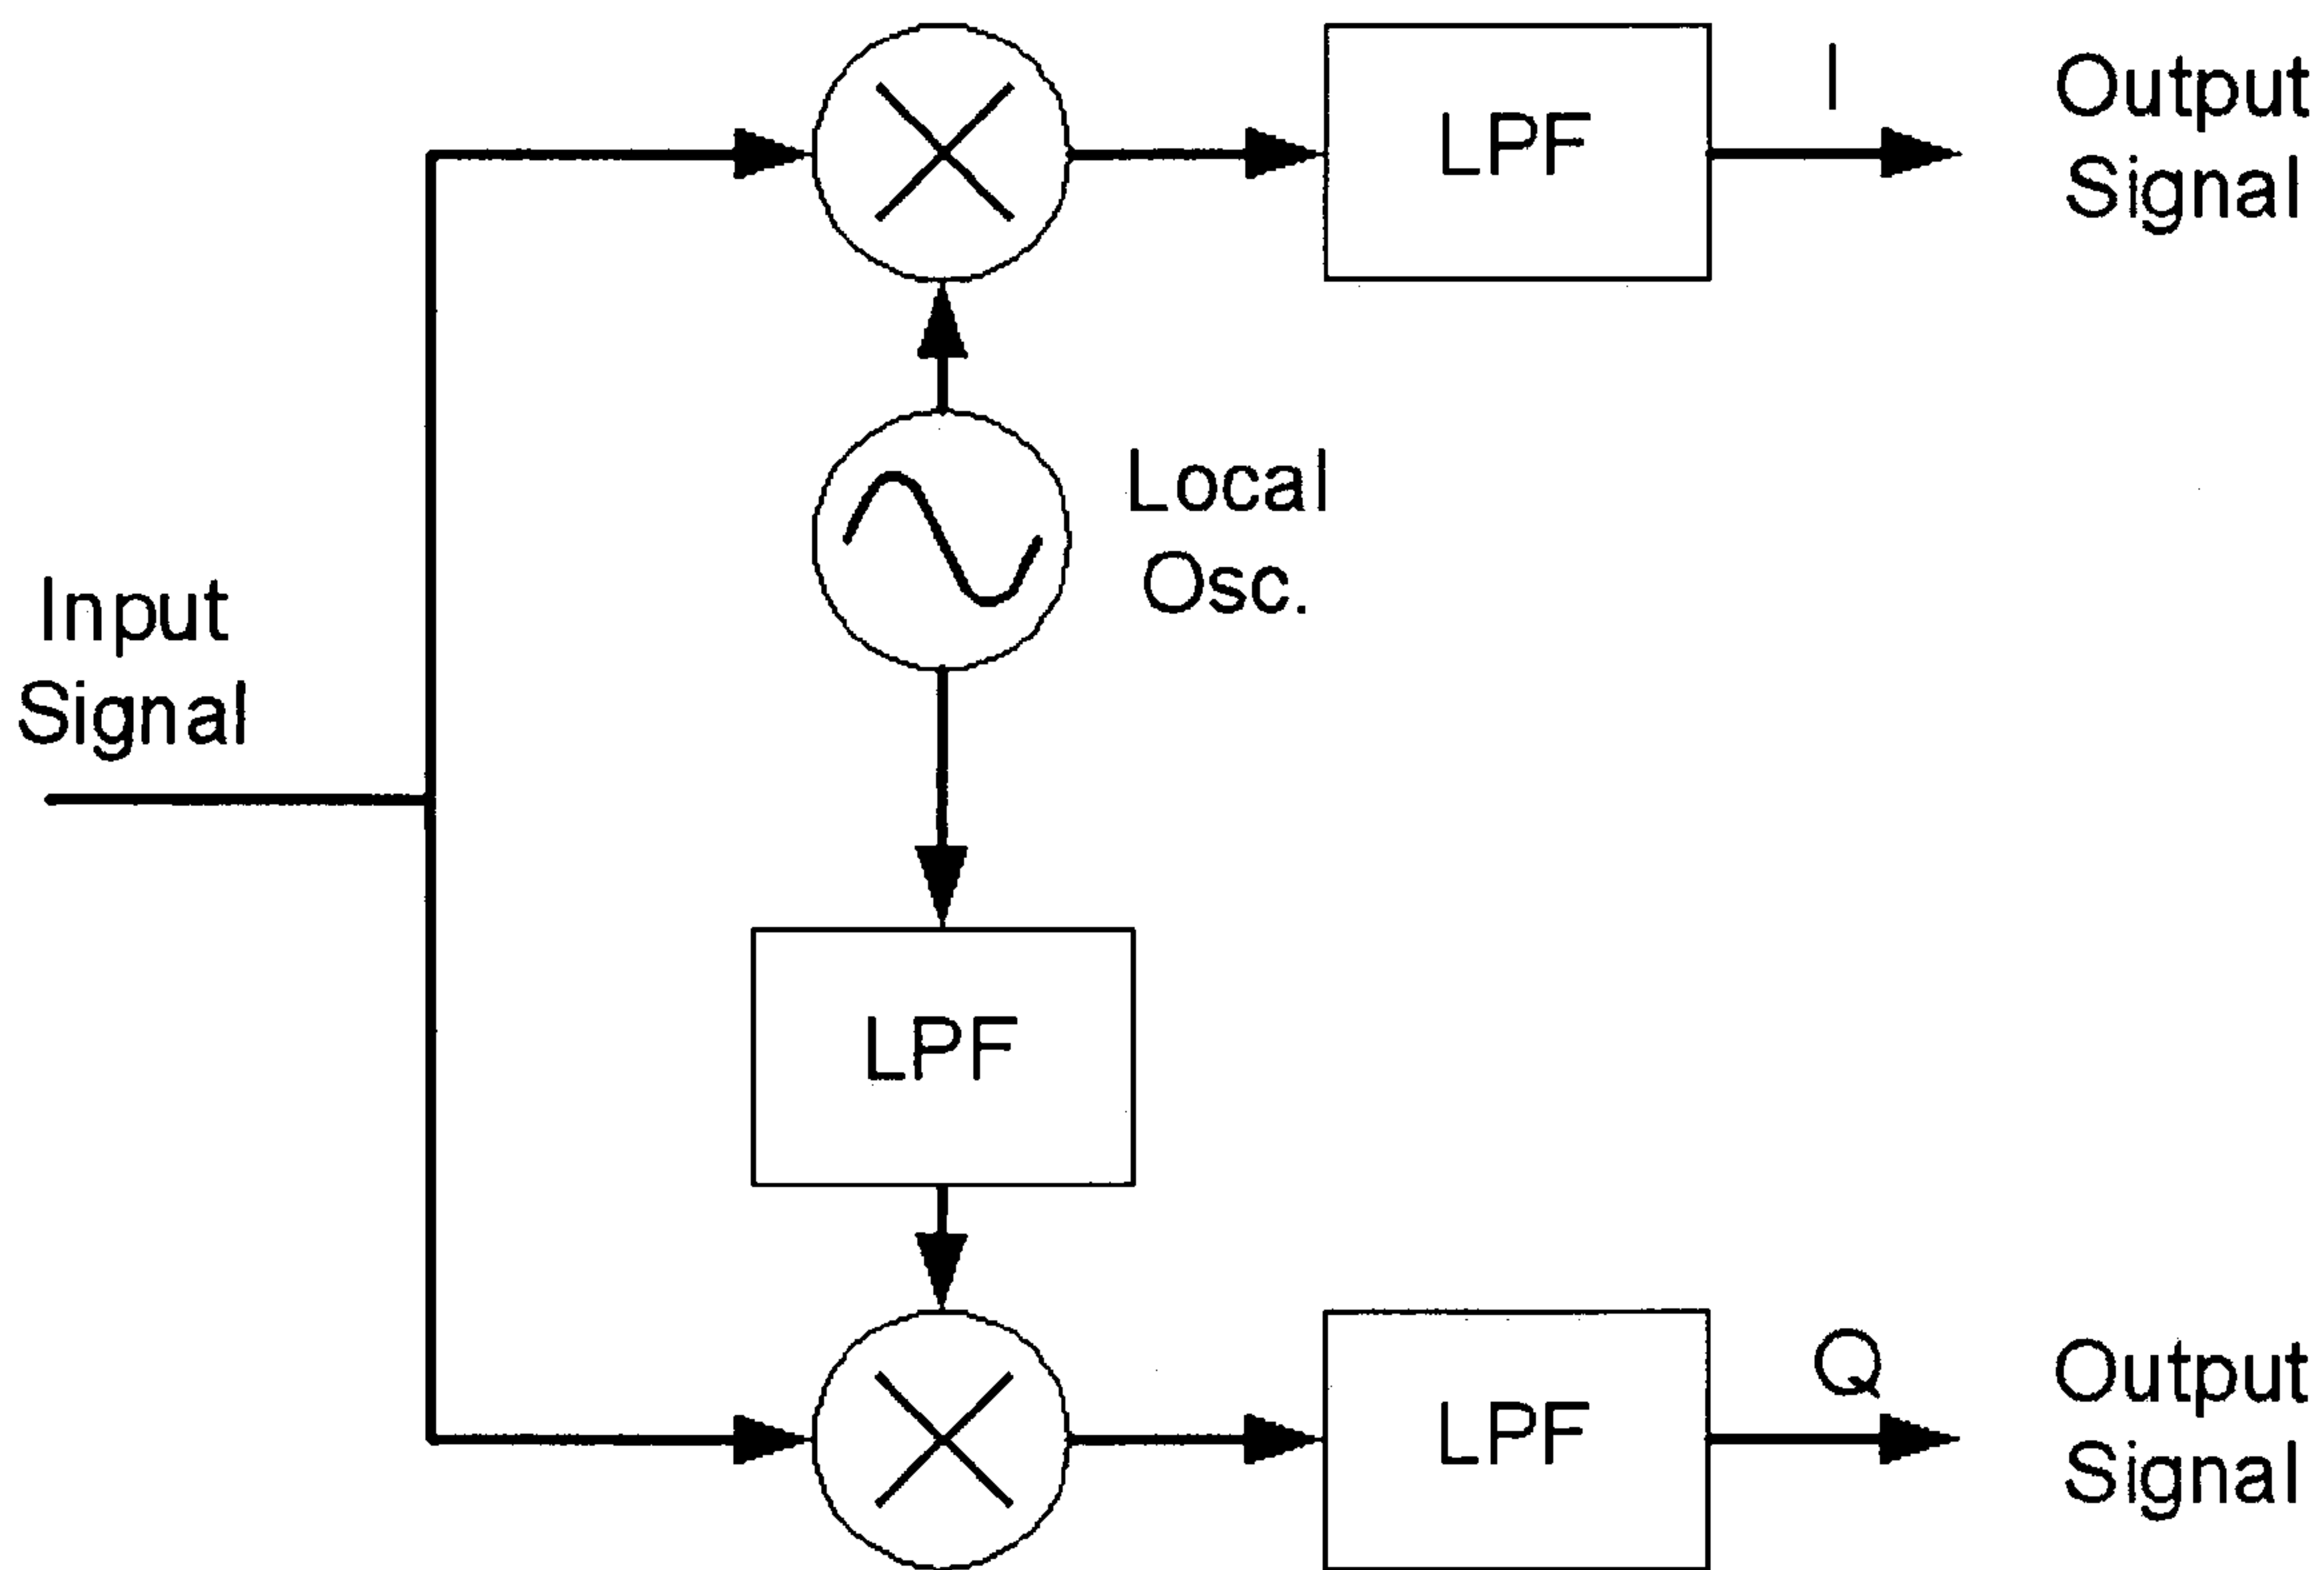 LPF
I
Output
Signal
Local
Osc.
Input
Signal
LPF
LPF
Q
Output
Signal